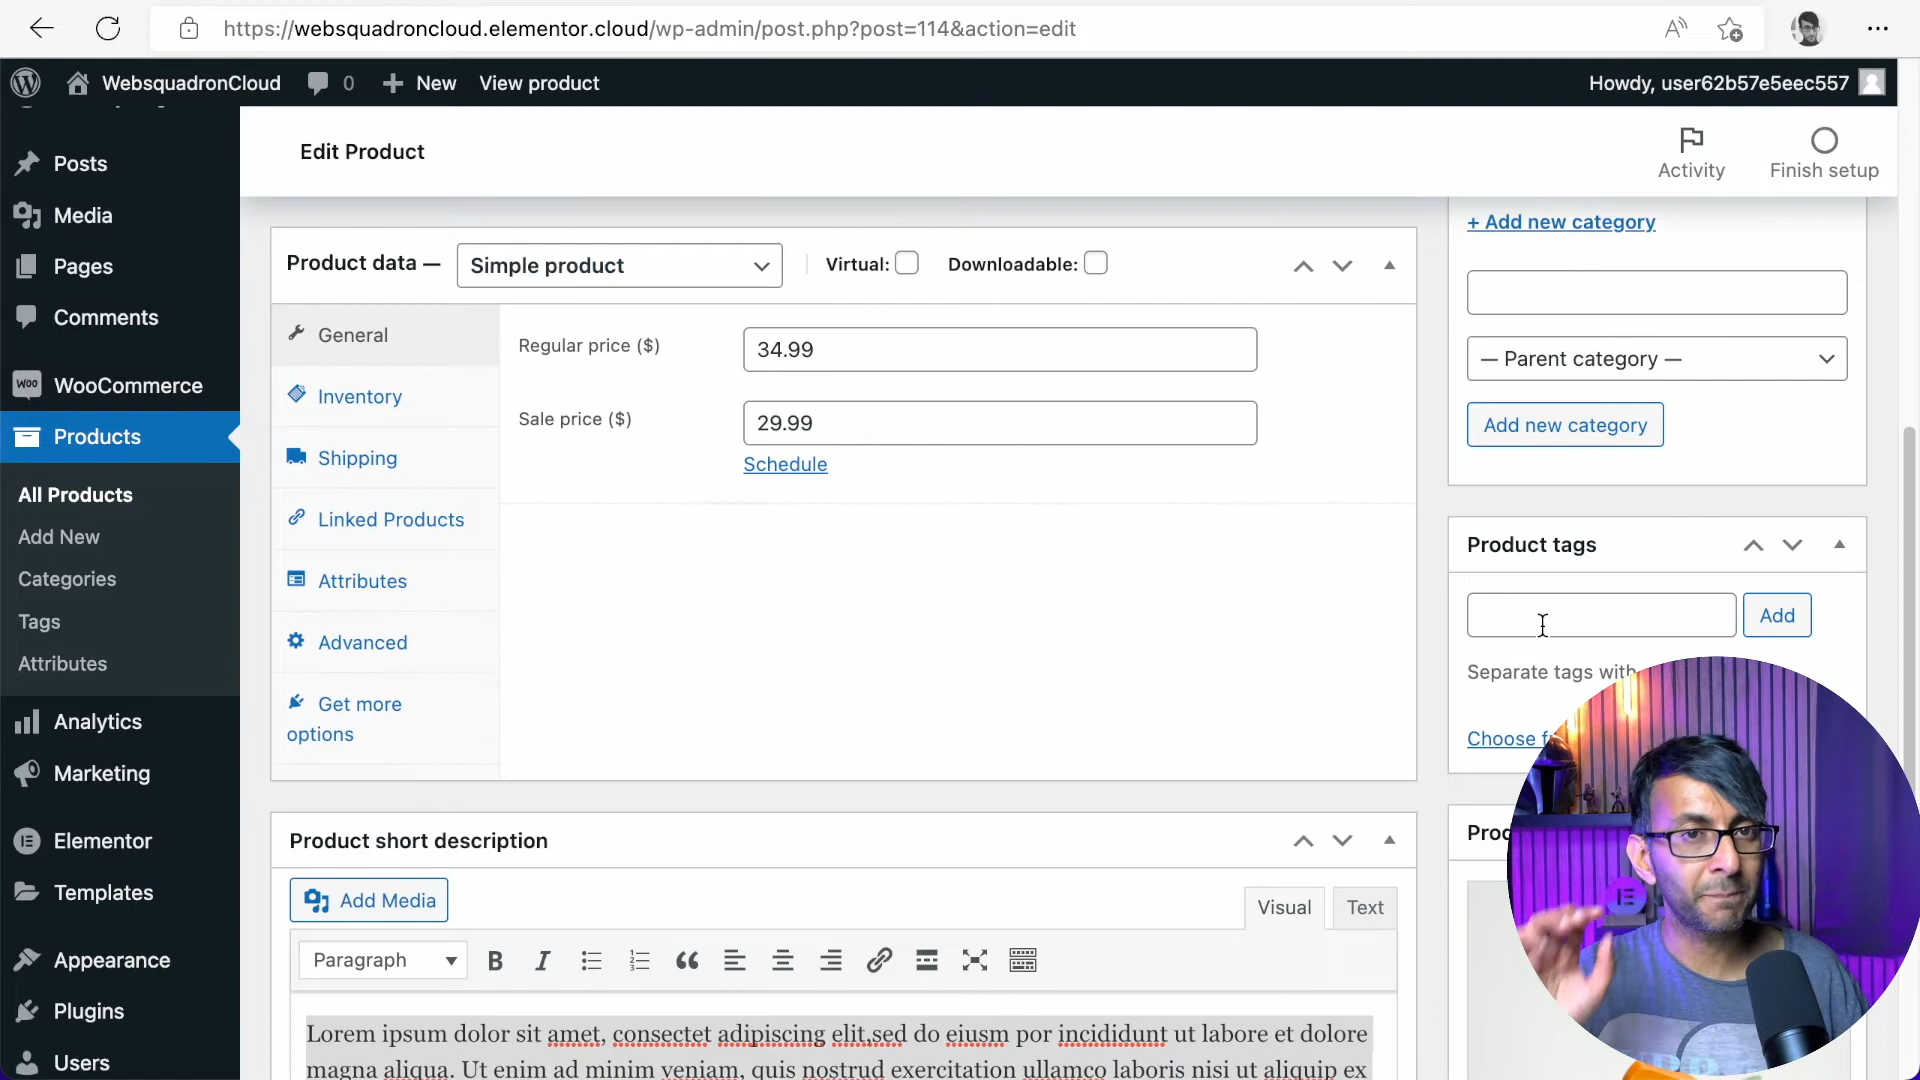 https://websquadroncloud.elementor.cloud/wp-admin/post.php?post=114&action=edit
WebsquadronCloud
0
New
View product
Howdy, user62b57e5eec557
Posts
Media
Pages
Comments
WooCommerce
Products
All Products
Add New
Categories
Tags
Attributes
Analytics
Marketing
Elementor
Templates
Appearance
Plugins
Users
Edit Product
Activity
Finish setup
Product data —
Simple product
Virtual:
Downloadable:
General
Inventory
Shipping
Linked Products
Attributes
Advanced
Get more
options
Regular price ($)
34.99
Sale price ($)
29.99
Schedule
+ Add new category
— Parent category —
Add new category
Product tags
Add
Separate tags with
Choose
Product short description
Add Media
Visual
Text
Paragraph
Lorem ipsum dolor sit amet, consectet adipiscing elit,sed do eiusm por incididunt ut labore et dolore
magna aliqua. Ut enim ad minim veniam, quis nostrud exercitation ullamco laboris nisi ut aliquip ex